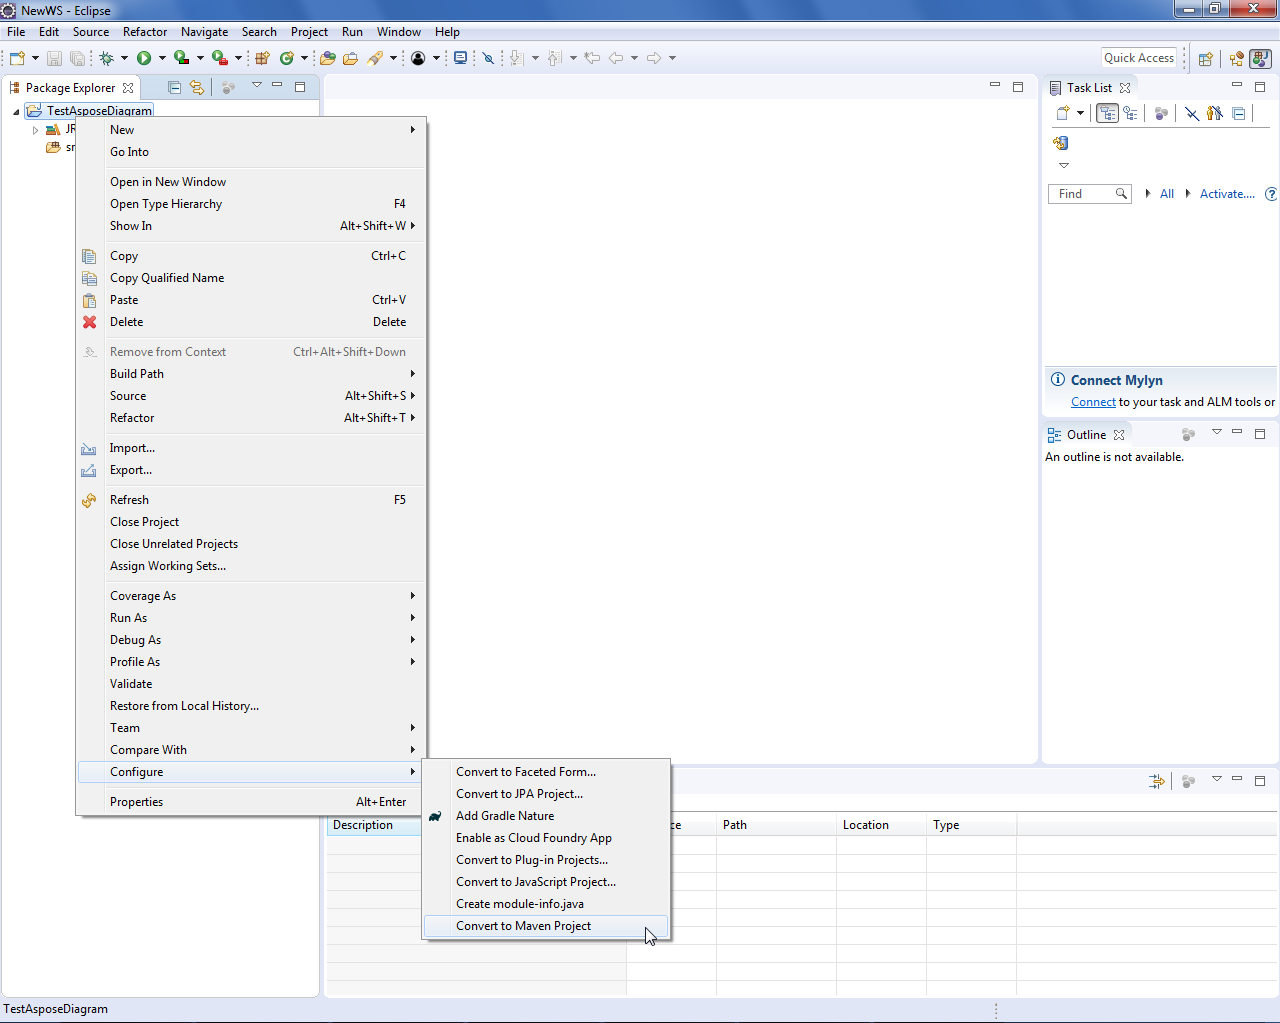 NewWS - Eclipse
File Edit Source Refactor Navigate Search Project Run Window Help
Quick Access
Package Explorer
TestAsposeDiagram
New
Go Into
Open in New Window
Open Type Hierarchy F4
Show In Alt+Shift+W
Copy Ctrl+C
Copy Qualified Name
Paste Ctrl+V
Delete Delete
Remove from Context Ctrl+Alt+Shift+Down
Build Path
Source Alt+Shift+S
Refactor Alt+Shift+T
Import...
Export...
Refresh F5
Close Project
Close Unrelated Projects
Assign Working Sets...
Coverage As
Run As
Debug As
Profile As
Validate
Restore from Local History...
Team
Compare With
Configure
Properties Alt+Enter
Convert to Faceted Form...
Convert to JPA Project...
Add Gradle Nature
Enable as Cloud Foundry App
Convert to Plug-in Projects...
Convert to JavaScript Project...
Create module-info.java
Convert to Maven Project
Task List
Find All Activate....
Connect Mylyn
Connect to your task and ALM tools or
Outline
An outline is not available.
Description Path Location Type
TestAsposeDiagram